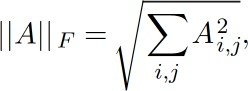 ||A||_F = \sqrt{\sum_{i,j} A_{i,j}^2},